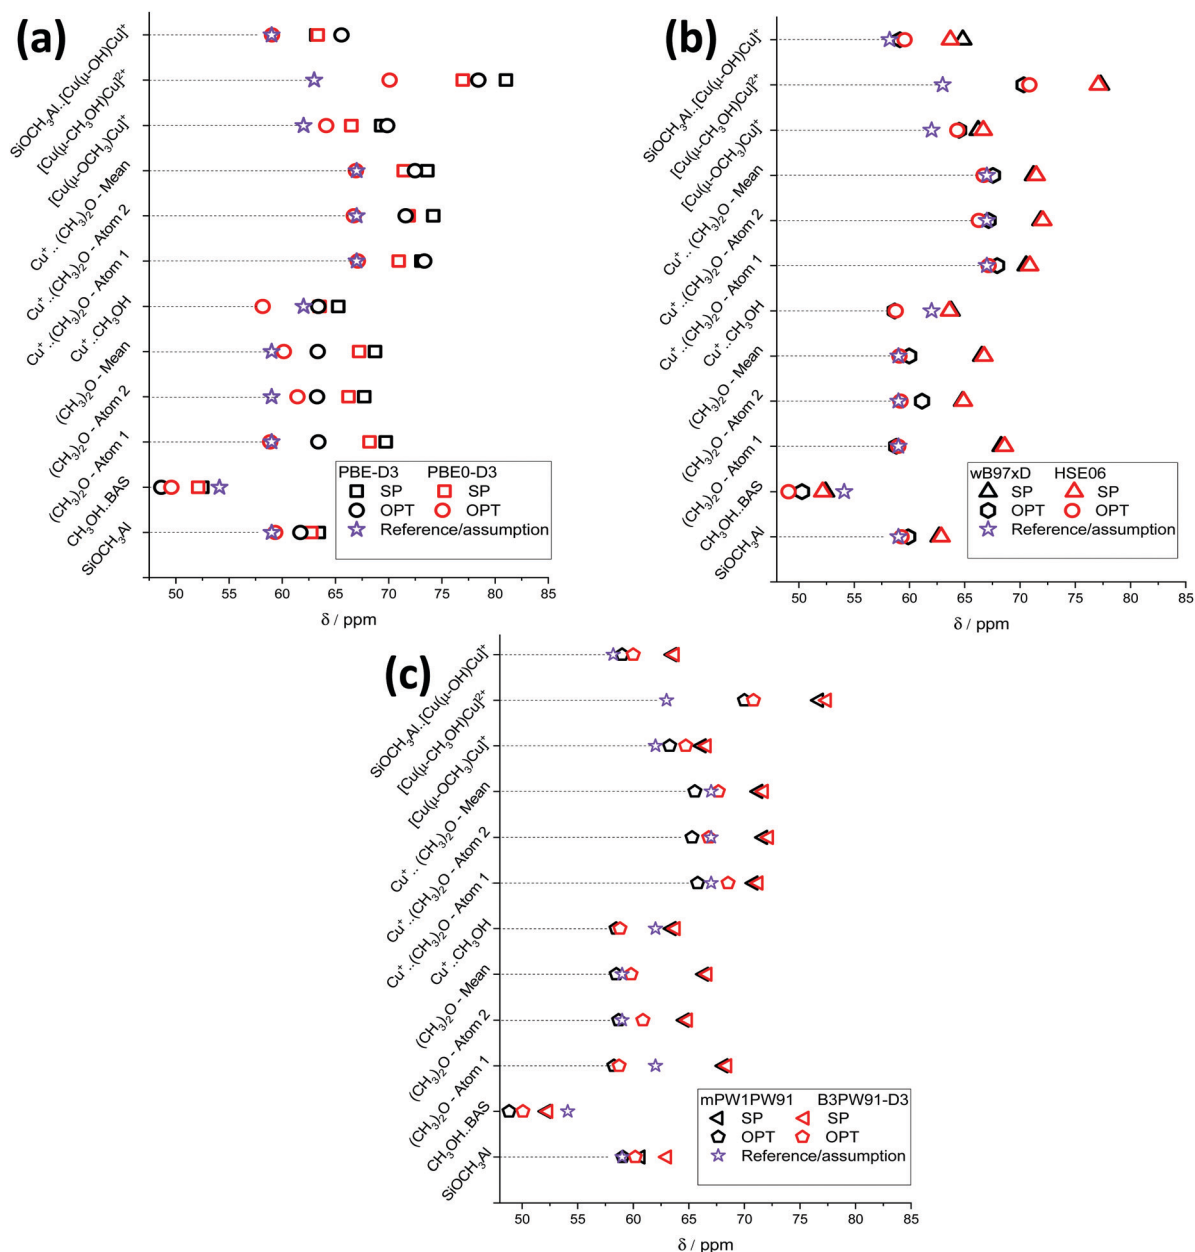 (a)
SiOCH₃Al..[Cu(μ-OH)Cu]⁺
[Cu(μ-CH₃OH)Cu]²⁺
[Cu(μ-OCH₃)Cu]⁺
Cu⁺..(CH₃)₂O - Mean
Cu⁺..(CH₃)₂O - Atom 2
Cu⁺..(CH₃)₂O - Atom 1
Cu⁺..CH₃OH
(CH₃)₂O - Mean
(CH₃)₂O - Atom 2
(CH₃)₂O - Atom 1
CH₃OH..BAS
SiOCH₃Al
PBE-D3 PBE0-D3
SP SP
OPT OPT
Reference/assumption
50 55 60 65 70 75 80 85
δ / ppm
(b)
SiOCH₃Al..[Cu(μ-OH)Cu]⁺
[Cu(μ-CH₃OH)Cu]²⁺
[Cu(μ-OCH₃)Cu]⁺
Cu⁺..(CH₃)₂O - Mean
Cu⁺..(CH₃)₂O - Atom 2
Cu⁺..(CH₃)₂O - Atom 1
Cu⁺..CH₃OH
(CH₃)₂O - Mean
(CH₃)₂O - Atom 2
(CH₃)₂O - Atom 1
CH₃OH..BAS
SiOCH₃Al
wB97xD HSE06
SP SP
OPT OPT
Reference/assumption
50 55 60 65 70 75 80 85
δ / ppm
(c)
SiOCH₃Al..[Cu(μ-OH)Cu]⁺
[Cu(μ-CH₃OH)Cu]²⁺
[Cu(μ-OCH₃)Cu]⁺
Cu⁺..(CH₃)₂O - Mean
Cu⁺..(CH₃)₂O - Atom 2
Cu⁺..(CH₃)₂O - Atom 1
Cu⁺..CH₃OH
(CH₃)₂O - Mean
(CH₃)₂O - Atom 2
(CH₃)₂O - Atom 1
CH₃OH..BAS
SiOCH₃Al
mPW1PW91 B3PW91-D3
SP SP
OPT OPT
Reference/assumption
50 55 60 65 70 75 80 85
δ / ppm